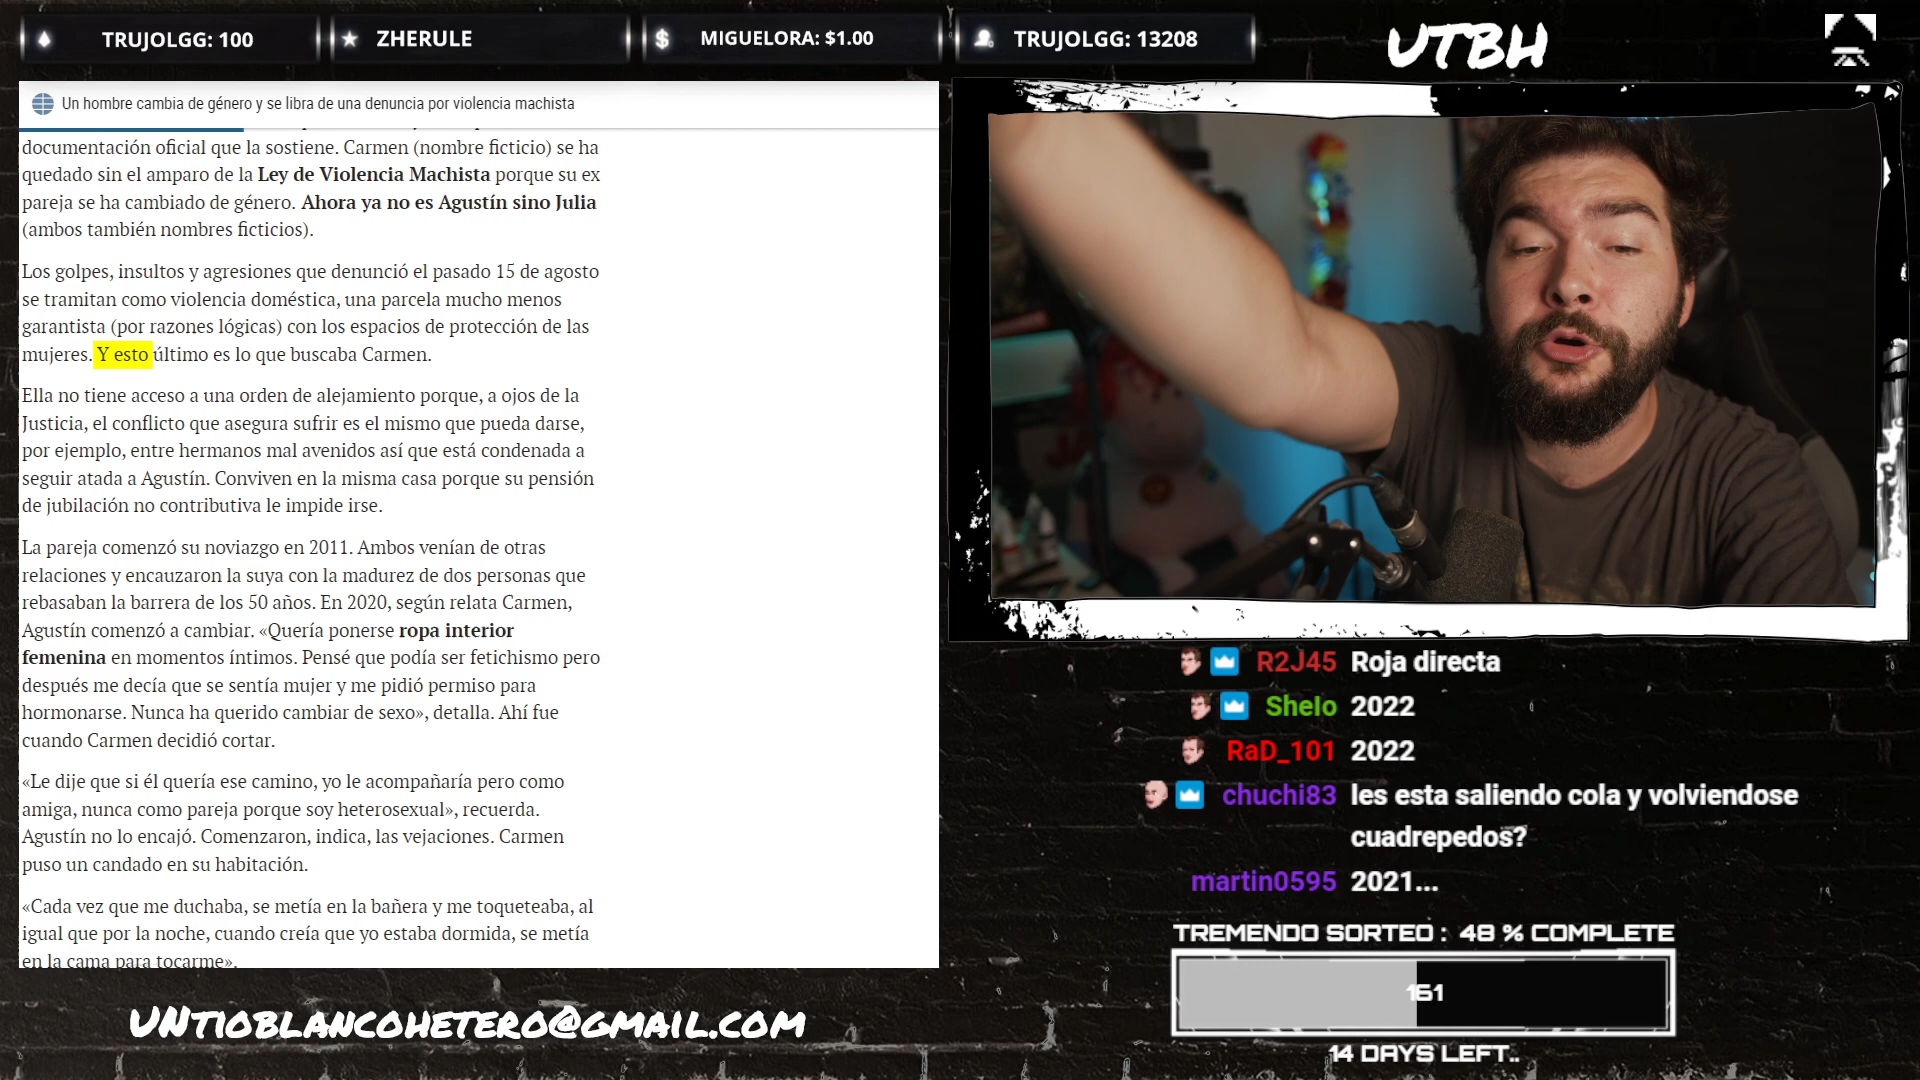 TRUJOLGG: 100
ZHERULE
MIGUELORA: $1.00
TRUJOLGG: 13208
UTBH
Un hombre cambia de género y se libra de una denuncia por violencia machista
documentación oficial que la sostiene. Carmen (nombre ficticio) se ha
quedado sin el amparo de la Ley de Violencia Machista porque su ex
pareja se ha cambiado de género. Ahora ya no es Agustín sino Julia
(ambos también nombres ficticios).
Los golpes, insultos y agresiones que denunció el pasado 15 de agosto
se tramitan como violencia doméstica, una parcela mucho menos
garantista (por razones lógicas) con los espacios de protección de las
mujeres. Y esto último es lo que buscaba Carmen.
Ella no tiene acceso a una orden de alejamiento porque, a ojos de la
Justicia, el conflicto que asegura sufrir es el mismo que pueda darse,
por ejemplo, entre hermanos mal avenidos así que está condenada a
seguir atada a Agustín. Conviven en la misma casa porque su pensión
de jubilación no contributiva le impide irse.
La pareja comenzó su noviazgo en 2011. Ambos venían de otras
relaciones y encauzaron la suya con la madurez de dos personas que
rebasaban la barrera de los 50 años. En 2020, según relata Carmen,
Agustín comenzó a cambiar. «Quería ponerse ropa interior
femenina en momentos íntimos. Pensé que podía ser fetichismo pero
después me decía que se sentía mujer y me pidió permiso para
hormonarse. Nunca ha querido cambiar de sexo», detalla. Ahí fue
cuando Carmen decidió cortar.
«Le dije que si él quería ese camino, yo le acompañaría pero como
amiga, nunca como pareja porque soy heterosexual», recuerda.
Agustín no lo encajó. Comenzaron, indica, las vejaciones. Carmen
puso un candado en su habitación.
«Cada vez que me duchaba, se metía en la bañera y me toqueteaba, al
igual que por la noche, cuando creía que yo estaba dormida, se metía
en la cama para tocarme».
R2J45 Roja directa
Shelo 2022
RaD_101 2022
chuchi83 les esta saliendo cola y volviendose
cuadrepedos?
martin0595 2021...
TREMENDO SORTEO : 48 % COMPLETE
161
14 DAYS LEFT..
UNTIOBLANCOHETERO@GMAIL.COM